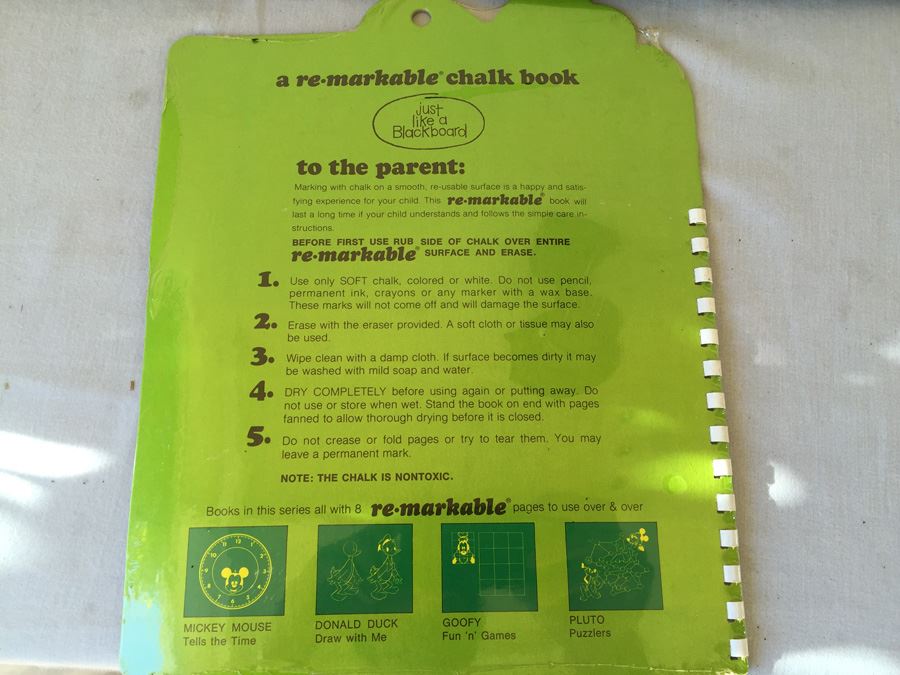 a re·markable® chalk book
just
like a
Blackboard
to the parent:
Marking with chalk on a smooth, re-usable surface is a happy and satis-
fying experience for your child. This re·markable® book will
last a long time if your child understands and follows the simple care in-
structions.
BEFORE FIRST USE RUB SIDE OF CHALK OVER ENTIRE
re·markable® SURFACE AND ERASE.
1. Use only SOFT chalk, colored or white. Do not use pencil,
permanent ink, crayons or any marker with a wax base.
These marks will not come off and will damage the surface.
2. Erase with the eraser provided. A soft cloth or tissue may also
be used.
3. Wipe clean with a damp cloth. If surface becomes dirty it may
be washed with mild soap and water.
4. DRY COMPLETELY before using again or putting away. Do
not use or store when wet. Stand the book on end with pages
fanned to allow thorough drying before it is closed.
5. Do not crease or fold pages or try to tear them. You may
leave a permanent mark.
NOTE: THE CHALK IS NONTOXIC.
Books in this series all with 8 re·markable® pages to use over & over
MICKEY MOUSE
Tells the Time
DONALD DUCK
Draw with Me
GOOFY
Fun 'n' Games
PLUTO
Puzzlers